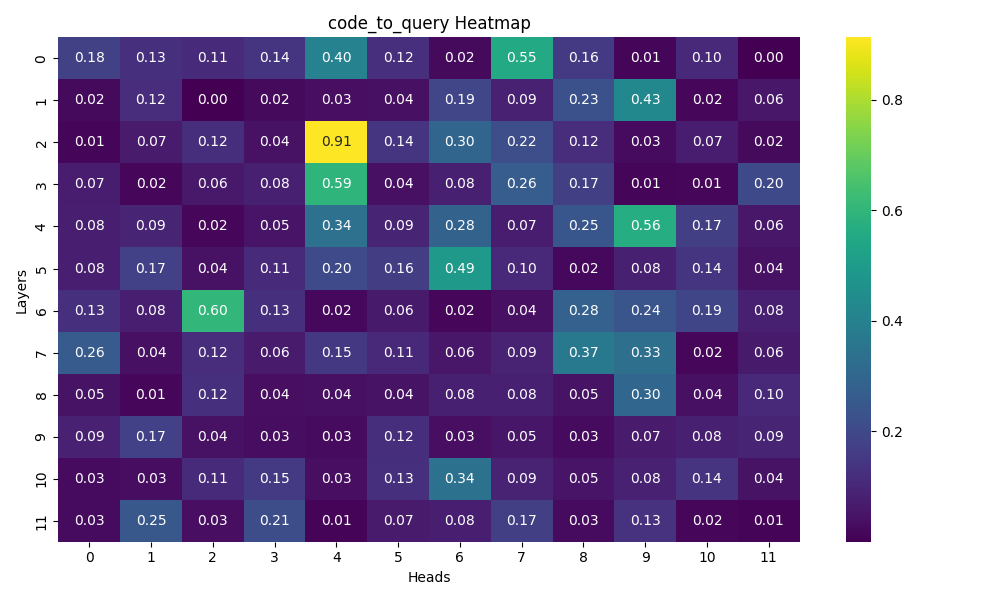 code_to_query Heatmap
0 0.18 0.13 0.11 0.14 0.40 0.12 0.02 0.55 0.16 0.01 0.10 0.00
1 0.02 0.12 0.00 0.02 0.03 0.04 0.19 0.09 0.23 0.43 0.02 0.06
2 0.01 0.07 0.12 0.04 0.91 0.14 0.30 0.22 0.12 0.03 0.07 0.02
3 0.07 0.02 0.06 0.08 0.59 0.04 0.08 0.26 0.17 0.01 0.01 0.20
4 0.08 0.09 0.02 0.05 0.34 0.09 0.28 0.07 0.25 0.56 0.17 0.06
5 0.08 0.17 0.04 0.11 0.20 0.16 0.49 0.10 0.02 0.08 0.14 0.04
6 0.13 0.08 0.60 0.13 0.02 0.06 0.02 0.04 0.28 0.24 0.19 0.08
7 0.26 0.04 0.12 0.06 0.15 0.11 0.06 0.09 0.37 0.33 0.02 0.06
8 0.05 0.01 0.12 0.04 0.04 0.04 0.08 0.08 0.05 0.30 0.04 0.10
9 0.09 0.17 0.04 0.03 0.03 0.12 0.03 0.05 0.03 0.07 0.08 0.09
10 0.03 0.03 0.11 0.15 0.03 0.13 0.34 0.09 0.05 0.08 0.14 0.04
11 0.03 0.25 0.03 0.21 0.01 0.07 0.08 0.17 0.03 0.13 0.02 0.01
0 1 2 3 4 5 6 7 8 9 10 11
Heads
Layers
0.8
0.6
0.4
0.2